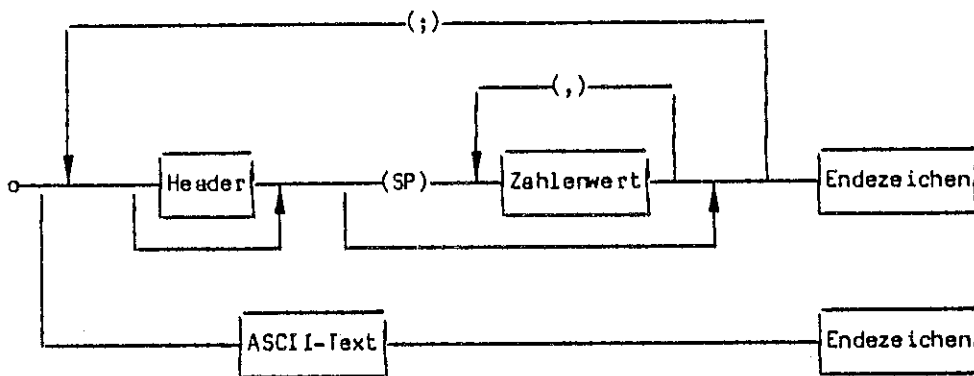 (;)
(,)
Header
(SP)
Zahlenwert
Endezeichen
ASCII-Text
Endezeichen